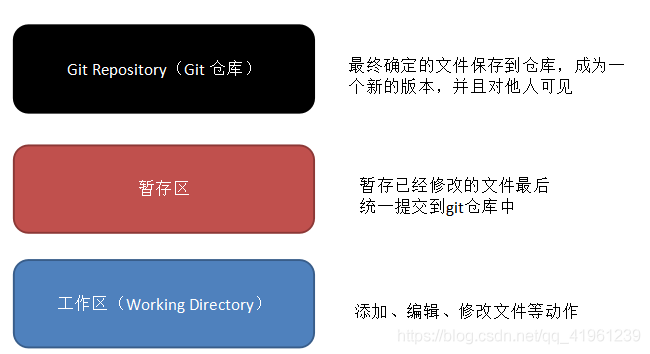 Git Repository（Git 仓库）
最终确定的文件保存到仓库，成为一
个新的版本，并且对他人可见
暂存区
暂存已经修改的文件最后
统一提交到git仓库中
工作区（Working Directory）
添加、编辑、修改文件等动作
https://blog.csdn.net/qq_41961239